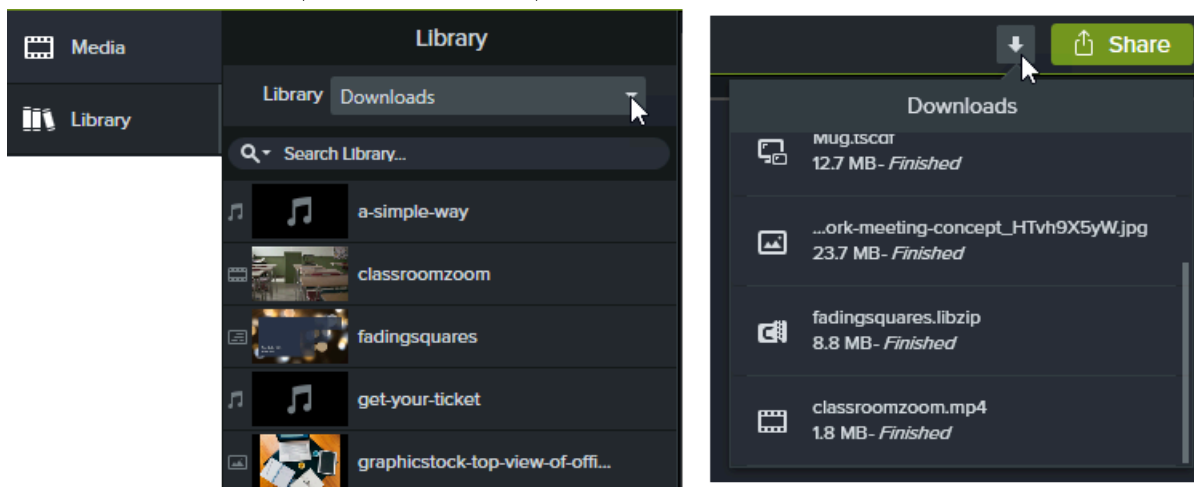 Media
Library
Library
Library Downloads
Search Library...
a-simple-way
classroomzoom
fadingsquares
get-your-ticket
graphicstock-top-view-of-offi...
Share
Downloads
Mug.tscdf
12.7 MB- Finished
...ork-meeting-concept_HTvh9X5yW.jpg
23.7 MB- Finished
fadingsquares.libzip
8.8 MB- Finished
classroomzoom.mp4
1.8 MB- Finished